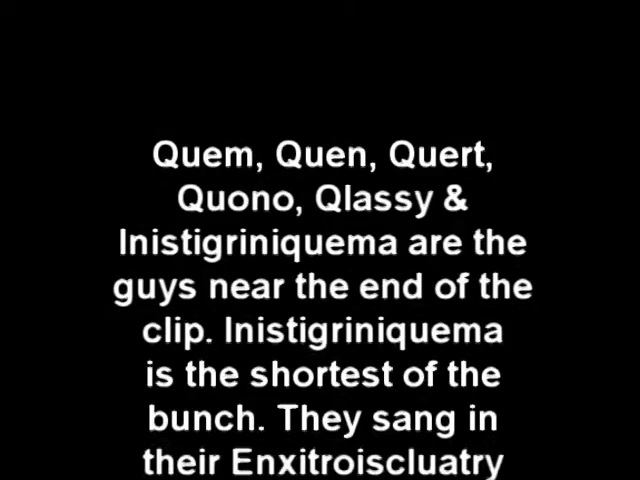 Quem, Quen, Quert,
Quono, Qlassy &
Inistigriniquema are the
guys near the end of the
clip. Inistigriniquema
is the shortest of the
bunch. They sang in
their Enxitroiscluatry